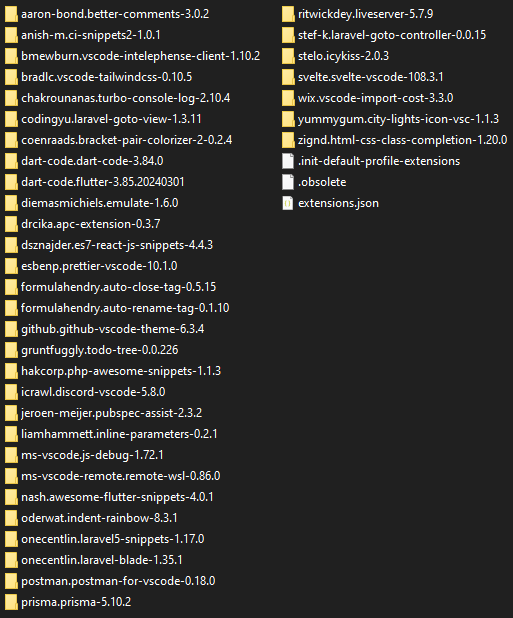 aaron-bond.better-comments-3.0.2
anish-m.ci-snippets2-1.0.1
bmewburn.vscode-intelephense-client-1.10.2
bradlc.vscode-tailwindcss-0.10.5
chakrounanas.turbo-console-log-2.10.4
codingyu.laravel-goto-view-1.3.11
coenraads.bracket-pair-colorizer-2-0.2.4
dart-code.dart-code-3.84.0
dart-code.flutter-3.85.20240301
diemasmichiels.emulate-1.6.0
drcika.apc-extension-0.3.7
dsznajder.es7-react-js-snippets-4.4.3
esbenp.prettier-vscode-10.1.0
formulahendry.auto-close-tag-0.5.15
formulahendry.auto-rename-tag-0.1.10
github.github-vscode-theme-6.3.4
gruntfuggly.todo-tree-0.0.226
hakcorp.php-awesome-snippets-1.1.3
icrawl.discord-vscode-5.8.0
jeroen-meijer.pubspec-assist-2.3.2
liamhammett.inline-parameters-0.2.1
ms-vscode.js-debug-1.72.1
ms-vscode-remote.remote-wsl-0.86.0
nash.awesome-flutter-snippets-4.0.1
oderwat.indent-rainbow-8.3.1
onecentlin.laravel5-snippets-1.17.0
onecentlin.laravel-blade-1.35.1
postman.postman-for-vscode-0.18.0
prisma.prisma-5.10.2
ritwickdey.liveserver-5.7.9
stef-k.laravel-goto-controller-0.0.15
stelo.icykiss-2.0.3
svelte.svelte-vscode-108.3.1
wix.vscode-import-cost-3.3.0
yummygum.city-lights-icon-vsc-1.1.3
zignd.html-css-class-completion-1.20.0
.init-default-profile-extensions
.obsolete
extensions.json